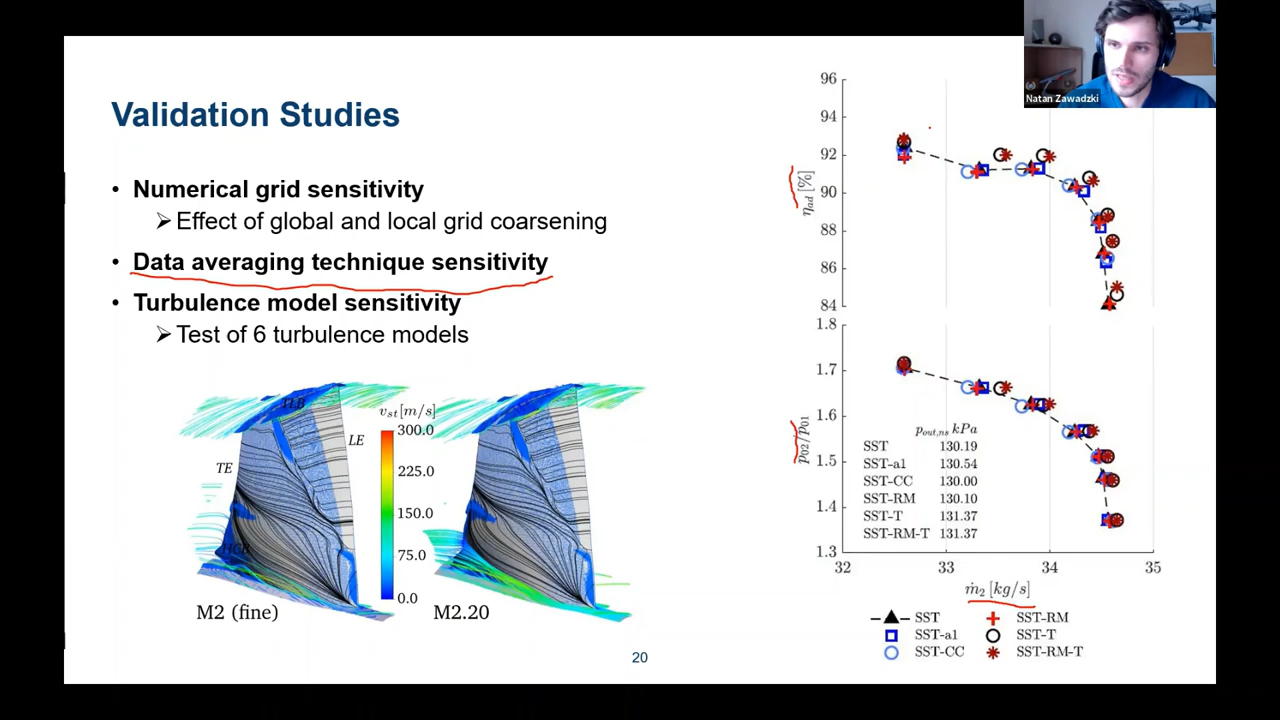 Natan Zawadzki
Validation Studies
• Numerical grid sensitivity
➢ Effect of global and local grid coarsening
• Data averaging technique sensitivity
• Turbulence model sensitivity
➢ Test of 6 turbulence models
TLB
v_st [m/s]
300.0
LE
TE
225.0
150.0
75.0
HGB
0.0
M2 (fine)
M2.20
96
94
92
90
88
86
84
η_ad [%]
1.8
1.7
1.6
1.5
1.4
1.3
p_02/p_01
p_out,ns kPa
SST 130.19
SST-a1 130.54
SST-CC 130.00
SST-RM 130.10
SST-T 131.37
SST-RM-T 131.37
32 33 34 35
ṁ_2 [kg/s]
SST SST-RM
SST-a1 SST-T
SST-CC SST-RM-T
20